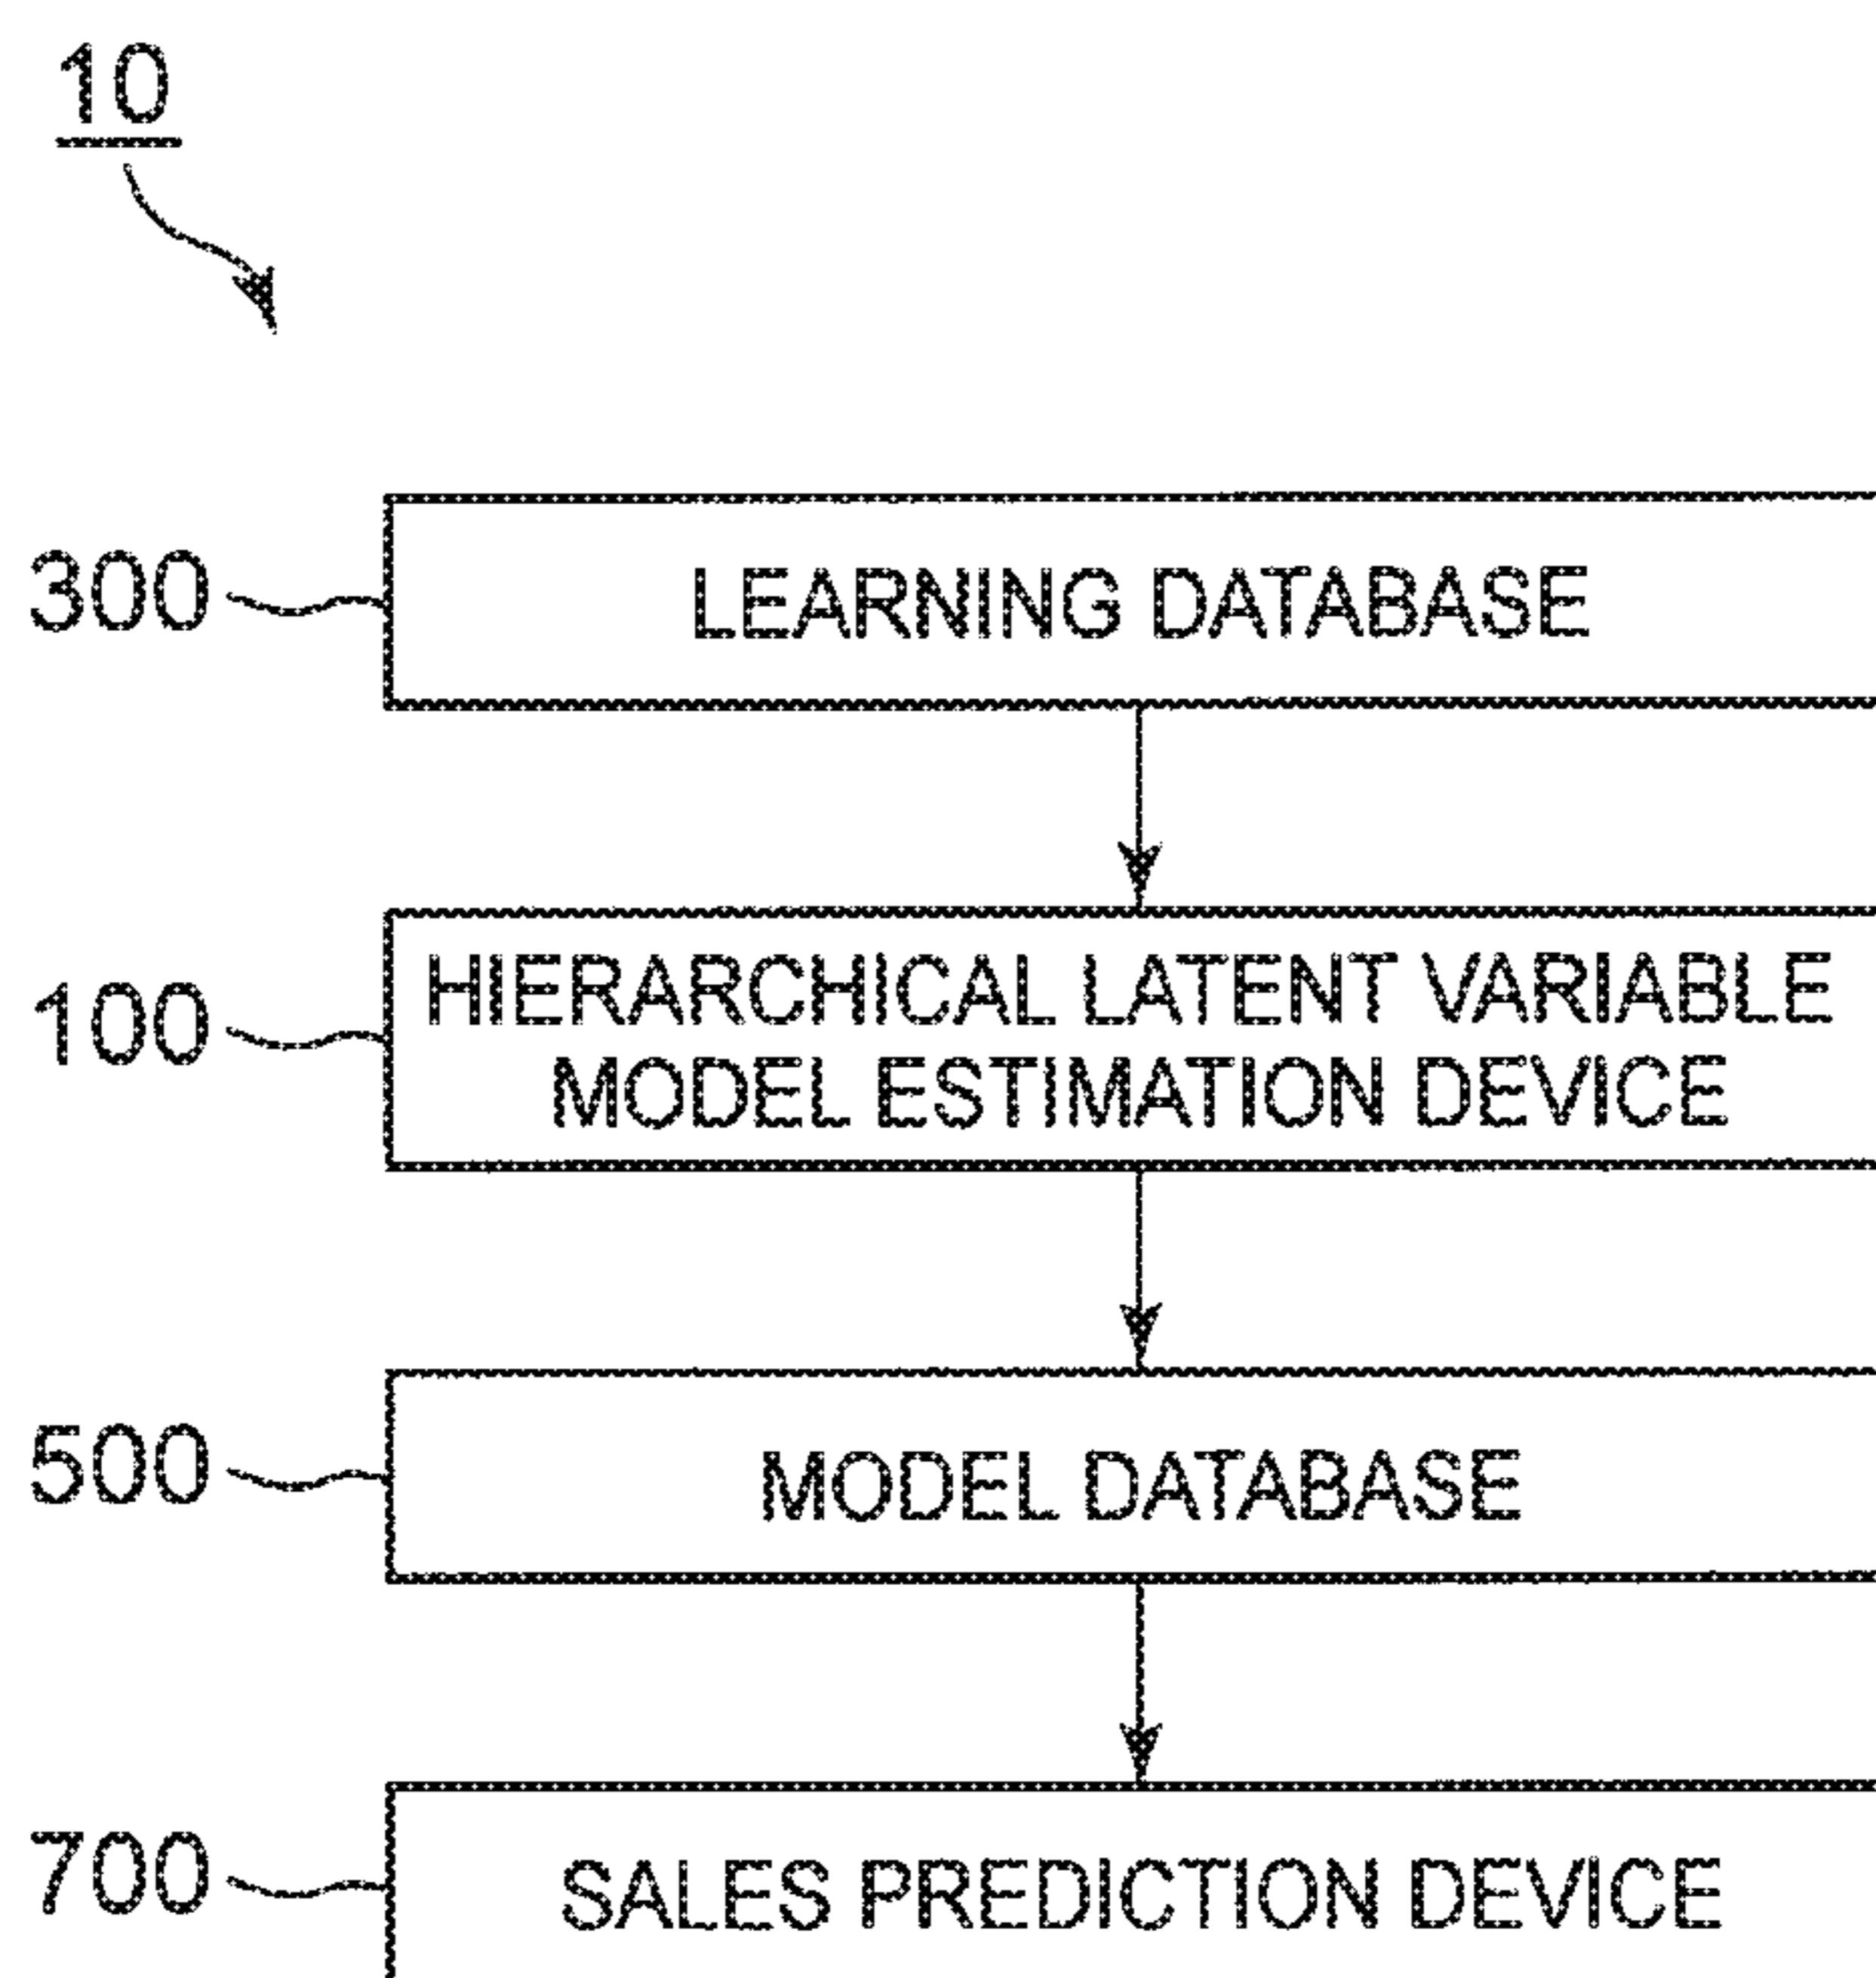 10
300
LEARNING DATABASE
100
HIERARCHICAL LATENT VARIABLE
MODEL ESTIMATION DEVICE
500
MODEL DATABASE
700
SALES PREDICTION DEVICE